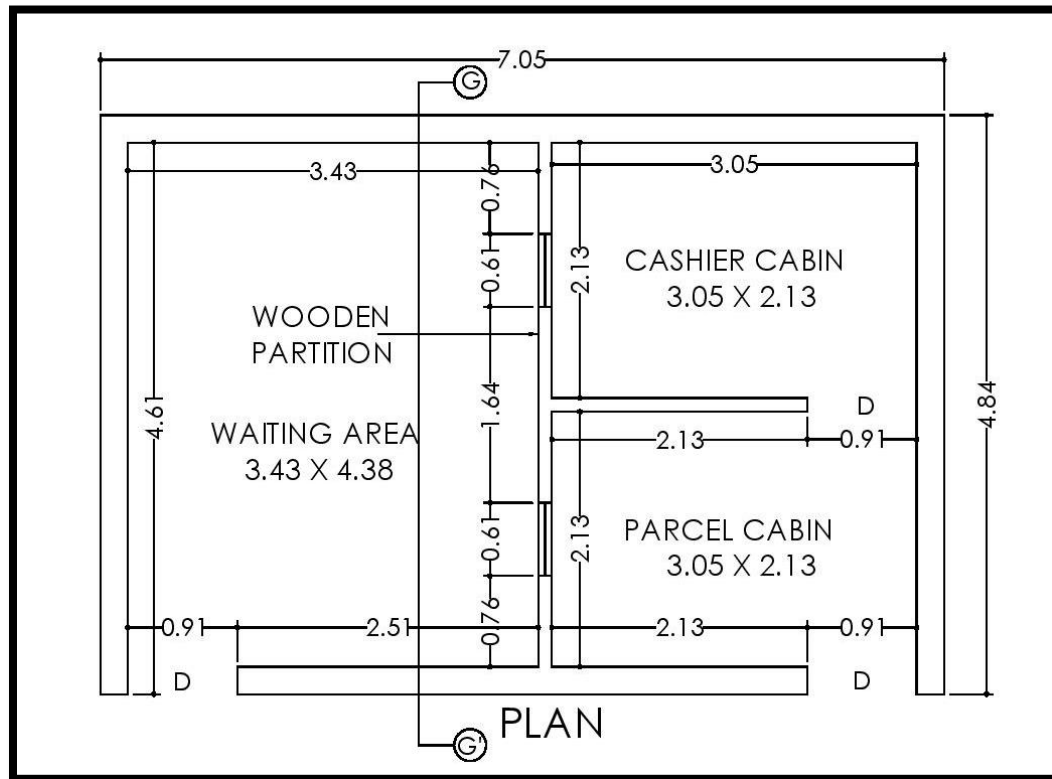 7.05
G
3.43
3.05
0.76
CASHIER CABIN
3.05 X 2.13
0.61
2.13
WOODEN
PARTITION
4.61
1.64
4.84
D
WAITING AREA
3.43 X 4.38
2.13
0.91
PARCEL CABIN
3.05 X 2.13
0.61
2.13
0.91
2.51
0.76
2.13
0.91
D
D
PLAN
G'